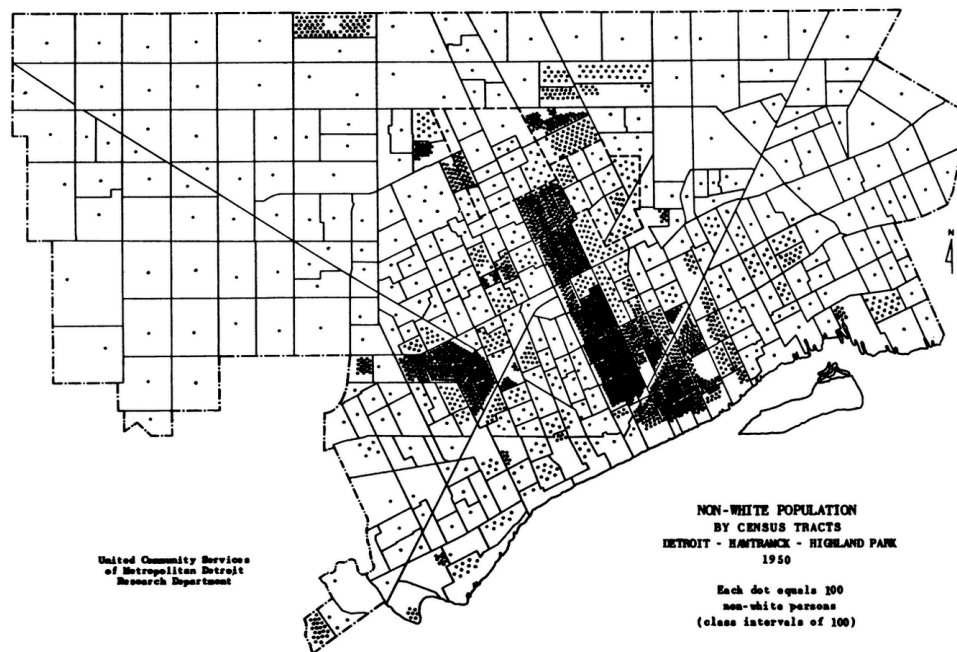 N
NON-WHITE POPULATION
BY CENSUS TRACTS
DETROIT - HAMTRAMCK - HIGHLAND PARK
1950
United Community Services
of Metropolitan Detroit
Research Department
Each dot equals 100
non-white persons
(class intervals of 100)